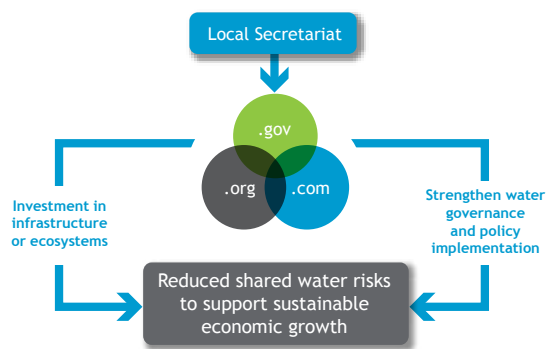 Local Secretariat
.gov
.org
.com
Investment in
infrastructure
or ecosystems
Strengthen water
governance
and policy
implementation
Reduced shared water risks
to support sustainable
economic growth